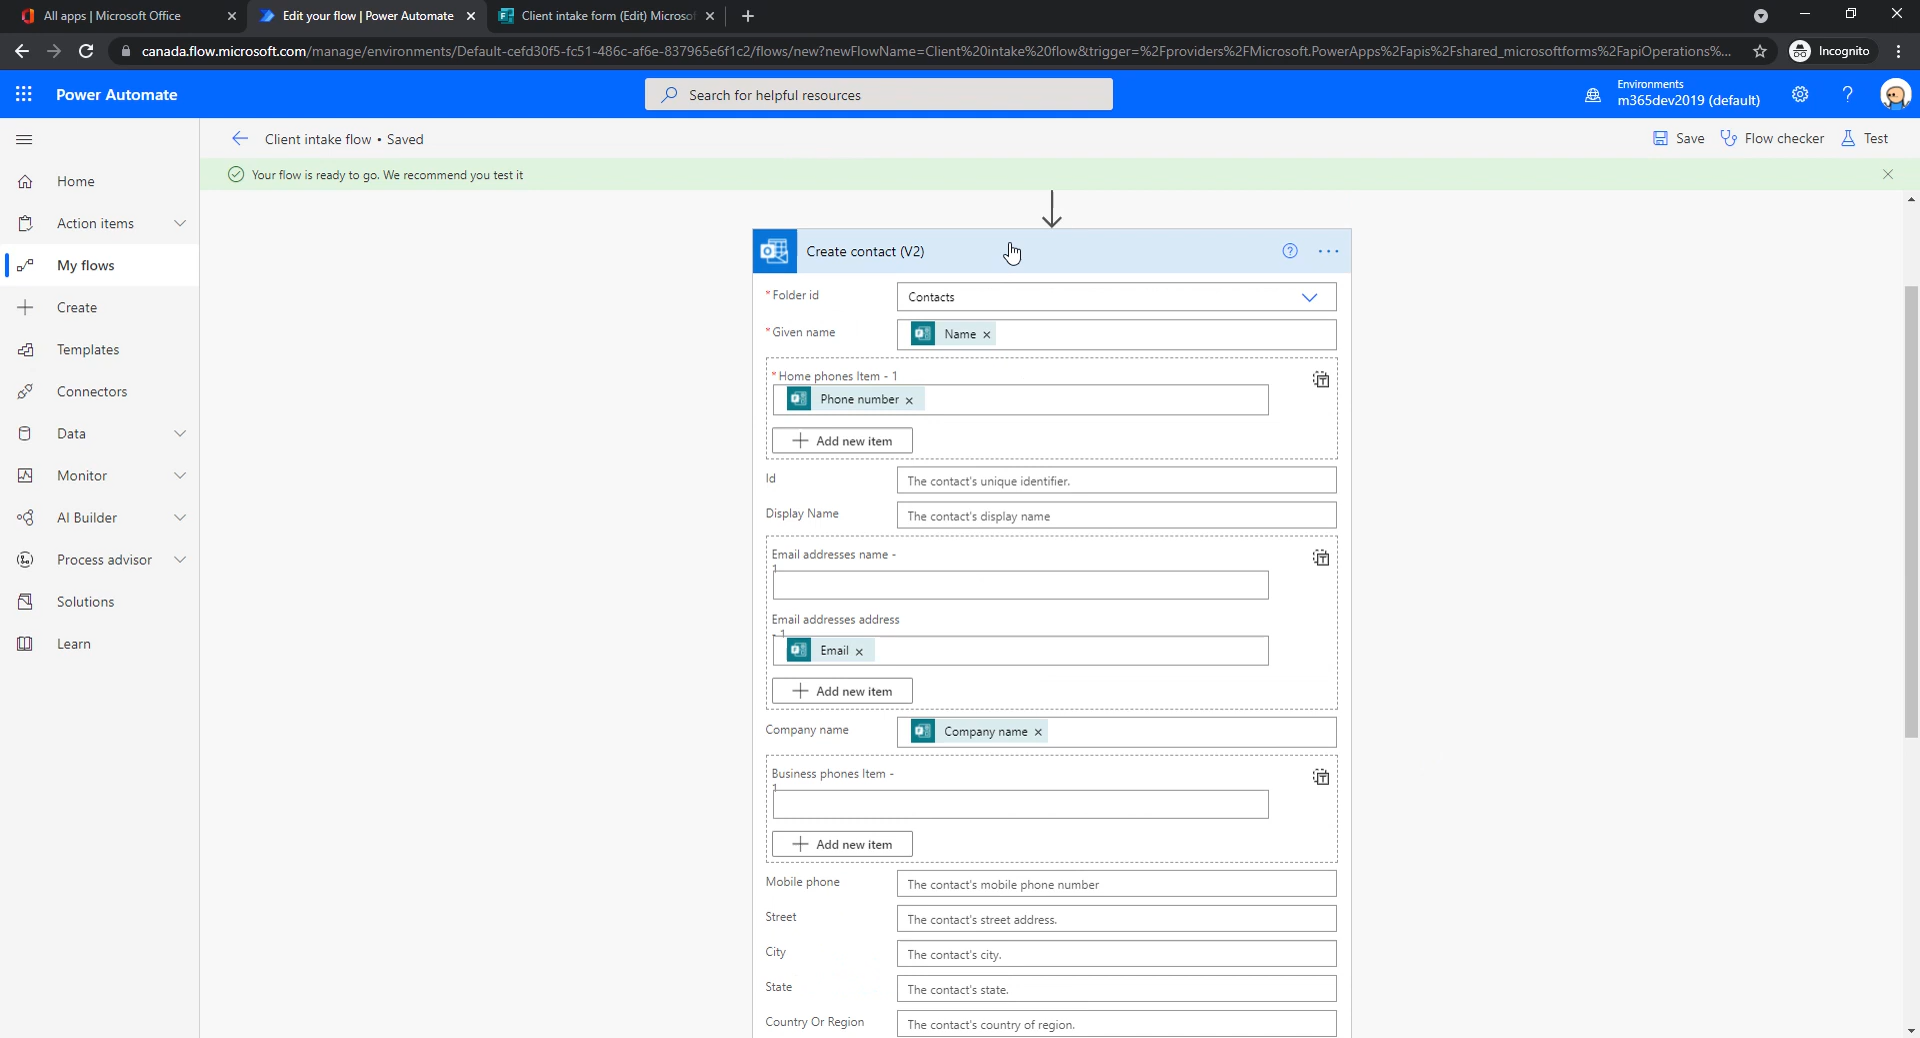 All apps | Microsoft Office
Edit your flow | Power Automate
Client intake form (Edit) Microsof
canada.flow.microsoft.com/manage/environments/Default-cefd30f5-fc51-486c-af6e-837965e6f1c2/flows/new?newFlowName=Client%20intake%20flow&trigger=%2Fproviders%2FMicrosoft.PowerApps%2Fapis%2Fshared_microsoftforms%2FapiOperations%...
Incognito
Power Automate
Search for helpful resources
Environments
m365dev2019 (default)
Client intake flow • Saved
Save
Flow checker
Test
Your flow is ready to go. We recommend you test it
Home
Action items
My flows
Create
Templates
Connectors
Data
Monitor
AI Builder
Process advisor
Solutions
Learn
Create contact (V2)
* Folder id
Contacts
* Given name
Name
* Home phones Item - 1
Phone number
Add new item
Id
The contact's unique identifier.
Display Name
The contact's display name
Email addresses name -
1
Email addresses address
- 1
Email
Add new item
Company name
Company name
Business phones Item -
1
Add new item
Mobile phone
The contact's mobile phone number
Street
The contact's street address.
City
The contact's city.
State
The contact's state.
Country Or Region
The contact's country of region.